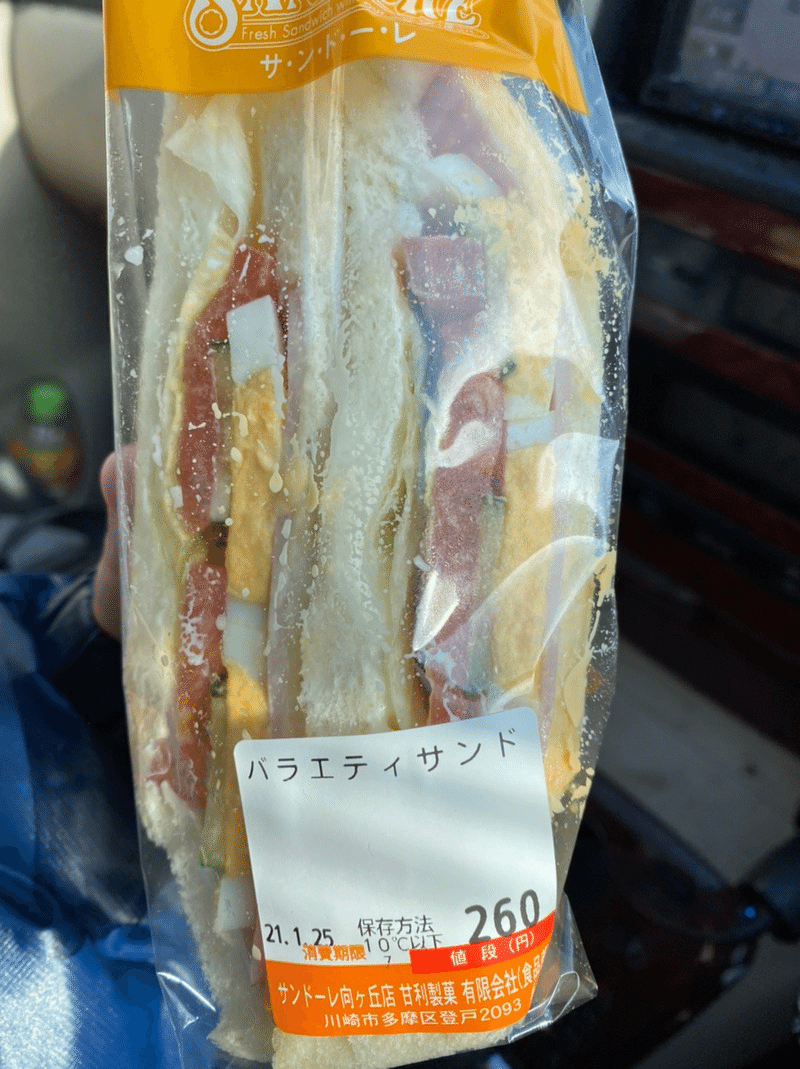 Fresh Sandwich
サ・ン・ド・ー・レ
バラエティサンド
21.1.25 保存方法 260
消費期限 10℃以下 値段(円)
7
サンドーレ向ヶ丘店 甘利製菓 有限会社(食品
川崎市多摩区登戸2093